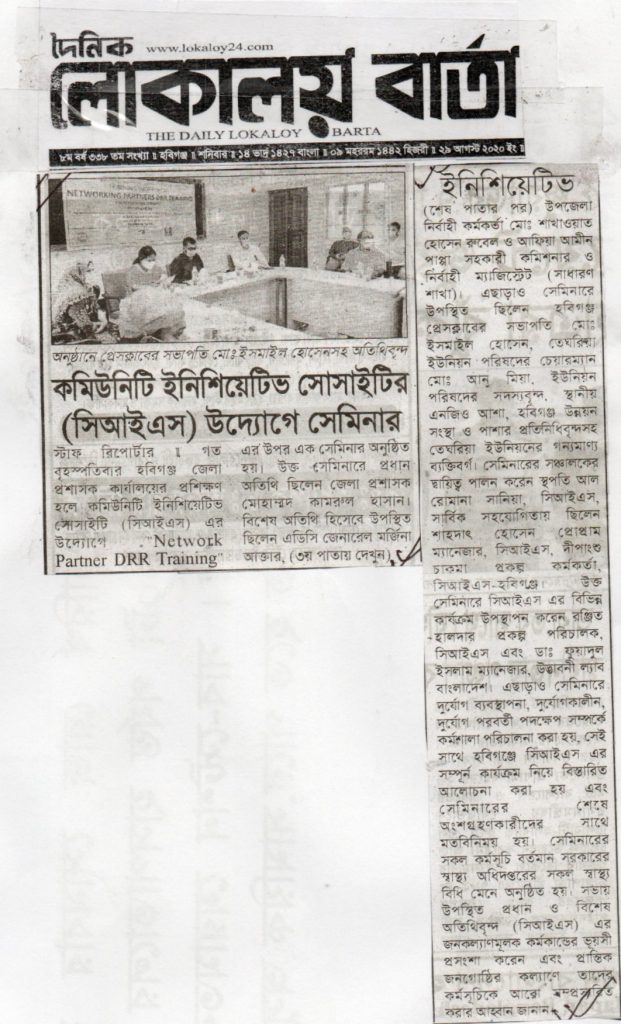 দৈনিক www.lokaloy24.com
লোকালয় বার্তা
THE DAILY LOKALOY BARTA
৮ম বর্ষ ৩৩৮ তম সংখ্যা ॥ হবিগঞ্জ ॥ শনিবার ॥ ১৪ ভাদ্র ১৪২৭ বাংলা ॥ ০৯ মহররম ১৪৪২ হিজরী ॥ ২৯ আগস্ট ২০২০ ইং ॥
NETWORKING PARTNERS DRR TRAINING
অনুষ্ঠানে প্রেসক্লাবের সভাপতি মোঃ ইসমাইল হোসেনসহ অতিথিবৃন্দ
কমিউনিটি ইনিশিয়েটিভ সোসাইটির
(সিআইএস) উদ্যোগে সেমিনার
স্টাফ রিপোর্টার ॥ গত
বৃহস্পতিবার হবিগঞ্জ জেলা
প্রশাসক কার্যালয়ের প্রশিক্ষণ
হলে কমিউনিটি ইনিশিয়েটিভ
সোসাইটি (সিআইএস) এর
উদ্যোগে "Network
Partner DRR Training"
এর উপর এক সেমিনার অনুষ্ঠিত
হয়। উক্ত সেমিনারে প্রধান
অতিথি ছিলেন জেলা প্রশাসক
মোহাম্মদ কামরুল হাসান।
বিশেষ অতিথি হিসেবে উপস্থিত
ছিলেন এডিসি জেনারেল মর্জিনা
আক্তার, (৩য় পাতায় দেখুন)
ইনিশিয়েটিভ
(শেষ পাতার পর) উপজেলা
নির্বাহী কর্মকর্তা মোঃ শাখাওয়াত
হোসেন রুবেল ও আফিয়া আমীন
পাপ্পা সহকারী কমিশনার ও
নির্বাহী ম্যাজিস্ট্রেট (সাধারণ
শাখা)। এছাড়াও সেমিনারে
উপস্থিত ছিলেন হবিগঞ্জ
প্রেসক্লাবের সভাপতি মোঃ
ইসমাইল হোসেন, তেঘরিয়া
ইউনিয়ন পরিষদের চেয়ারম্যান
মোঃ আনু মিয়া, ইউনিয়ন
পরিষদের সদস্যবৃন্দ, স্থানীয়
এনজিও আশা, হবিগঞ্জ উন্নয়ন
সংস্থা ও পাশার প্রতিনিধিবৃন্দসহ
তেঘরিয়া ইউনিয়নের গন্যমাণ্য
ব্যক্তিবর্গ। সেমিনারের সঞ্চালকের
দ্বায়িত্ব পালন করেন স্থপতি আল
রোমানা সানিয়া, সিআইএস,
সার্বিক সহযোগিতায় ছিলেন
শাহদাৎ হোসেন প্রোগ্রাম
ম্যানেজার, সিআইএস, দীপাংশু
চাকমা প্রকল্প কর্মকর্তা,
সিআইএস-হবিগঞ্জ। উক্ত
সেমিনারে সিআইএস এর বিভিন্ন
কার্যক্রম উপস্থাপন করেন রঞ্জিত
হালদার প্রকল্প পরিচালক,
সিআইএস এবং ডাঃ ফুয়াদুল
ইসলাম ম্যানেজার, উদ্ভাবনী ল্যাব
বাংলাদেশ। এছাড়াও সেমিনারে
দুর্যোগ ব্যবস্থাপনা, দুর্যোগকালীন,
দুর্যোগ পরবর্তী পদক্ষেপ সম্পর্কে
কর্মশালা পরিচালনা করা হয়, সেই
সাথে হবিগঞ্জে সিআইএস এর
সম্পূর্ন কার্যক্রম নিয়ে বিস্তারিত
আলোচনা করা হয় এবং
সেমিনারের শেষে
অংশগ্রহণকারীদের সাথে
মতবিনিময় হয়। সেমিনারের
সকল কর্মসূচি বর্তমান সরকারের
স্বাস্থ্য অধিদপ্তরের সকল স্বাস্থ্য
বিধি মেনে অনুষ্ঠিত হয়। সভায়
উপস্থিত প্রধান ও বিশেষ
অতিথিবৃন্দ (সিআইএস) এর
জনকল্যাণমূলক কর্মকান্ডের ভূয়সী
প্রসংশা করেন এবং প্রান্তিক
জনগোষ্ঠির কল্যাণে তাদের
কর্মসূচিকে আরো সম্প্রসারিত
করার আহবান জানান।